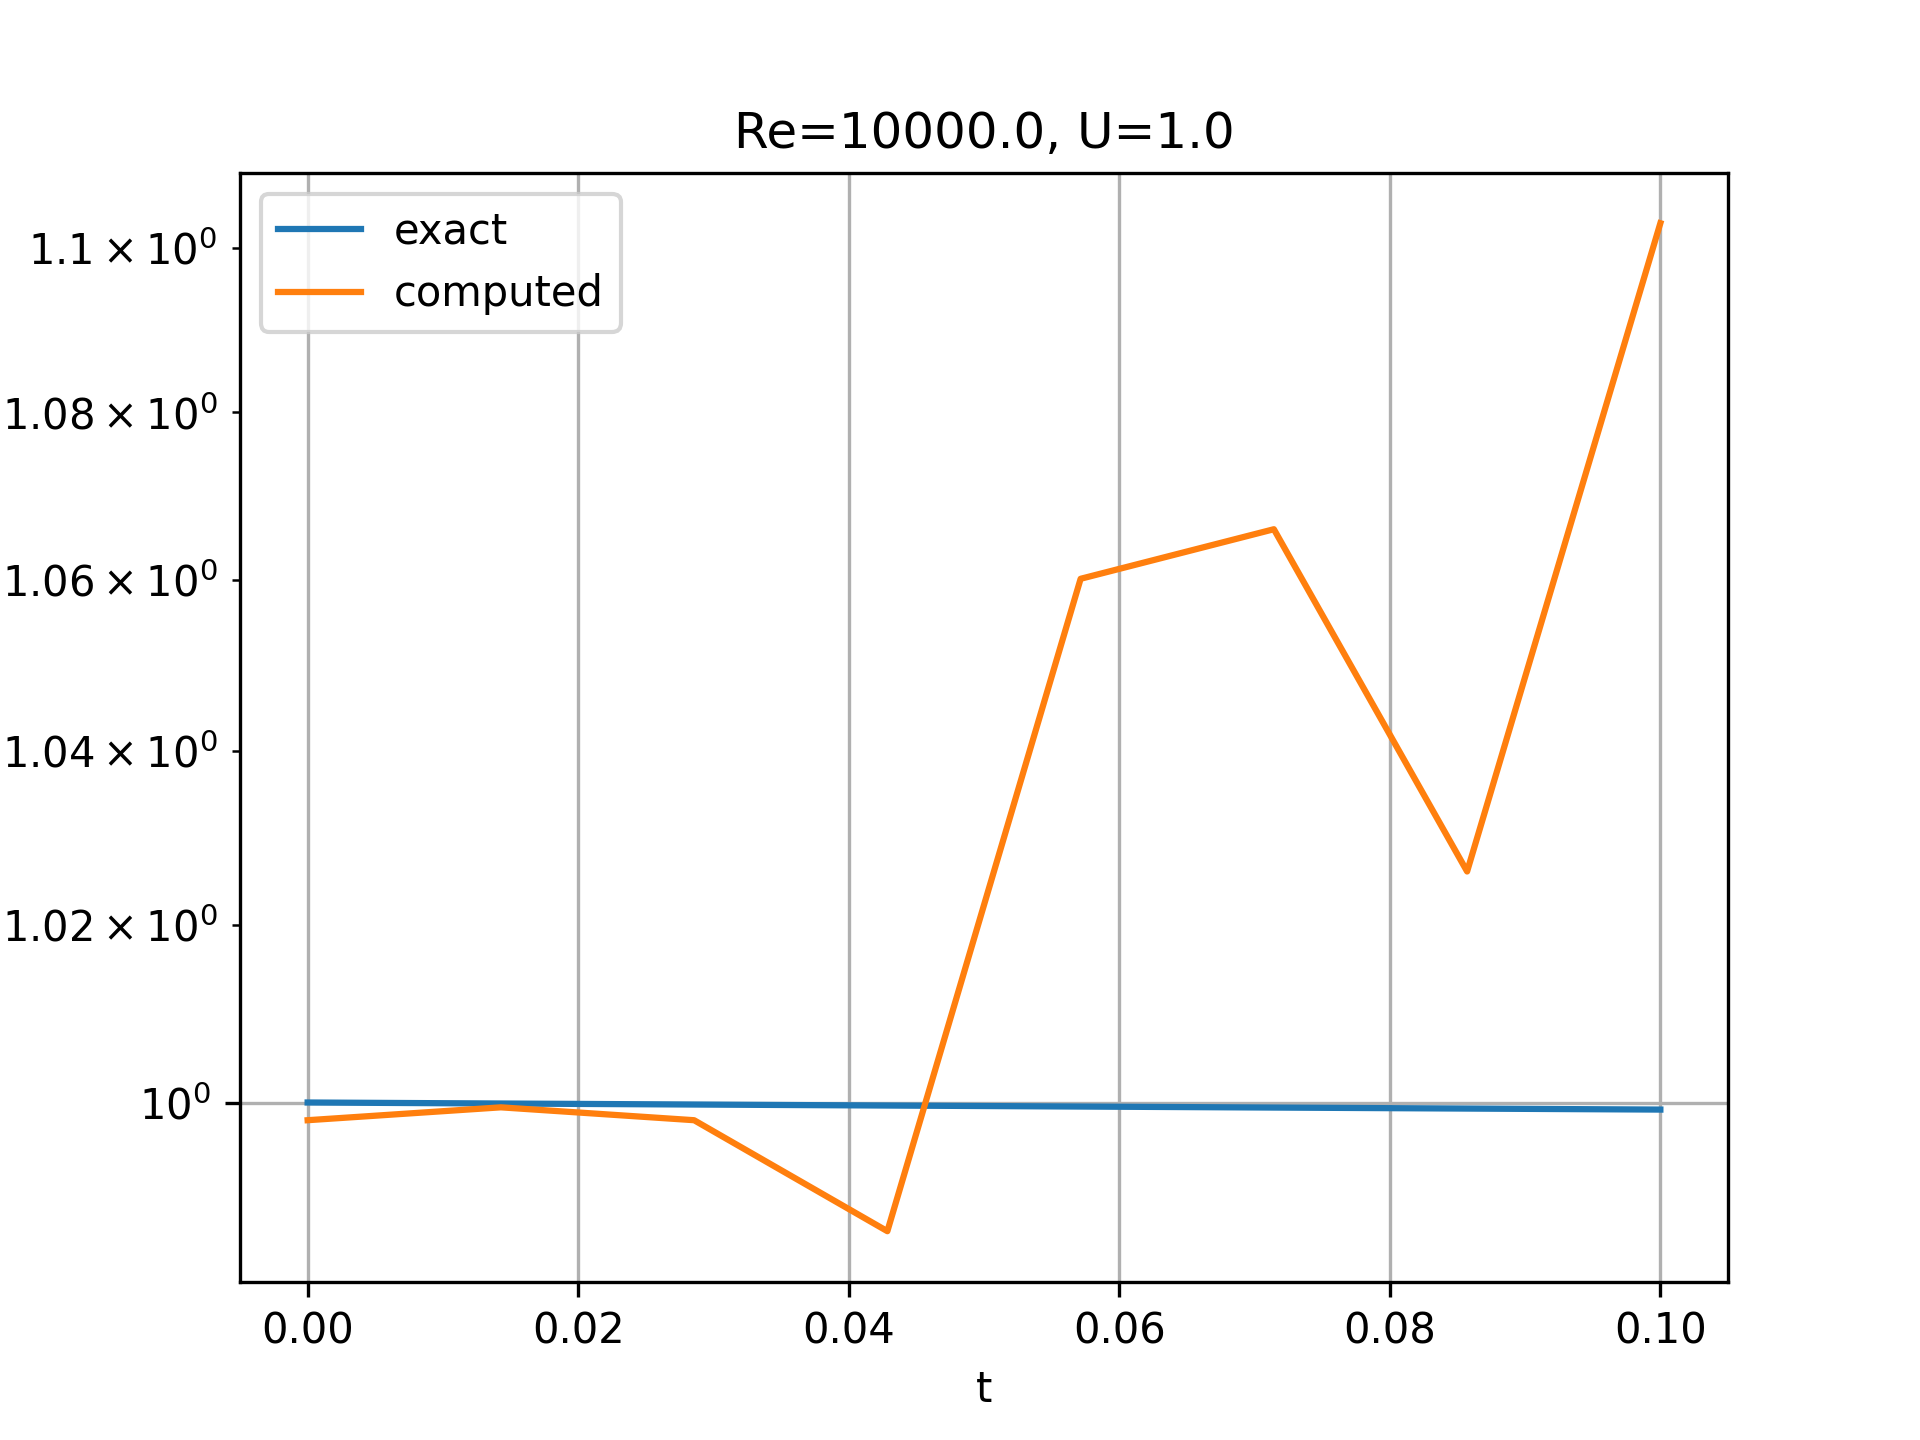 Re=10000.0, U=1.0
exact
computed
1.1 × 10⁰
1.08 × 10⁰
1.06 × 10⁰
1.04 × 10⁰
1.02 × 10⁰
10⁰
0.00 0.02 0.04 0.06 0.08 0.10
t